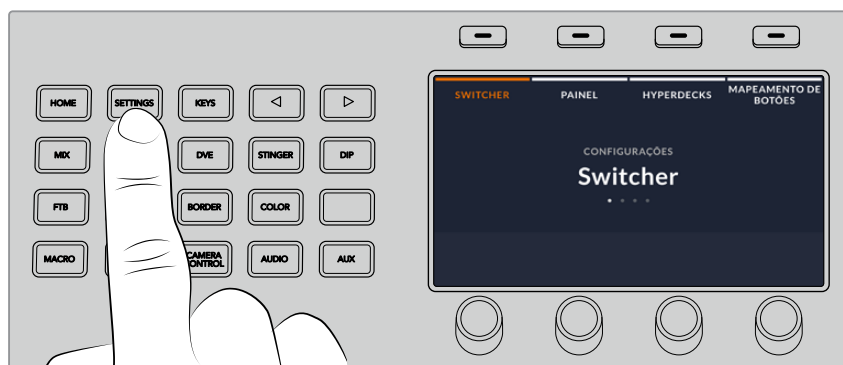 HOME SETTINGS KEYS
MIX DVE STINGER DIP
FTB BORDER COLOR
MACRO CAMERA CONTROL AUDIO AUX
SWITCHER PAINEL HYPERDECKS MAPEAMENTO DE BOTÕES
CONFIGURAÇÕES
Switcher